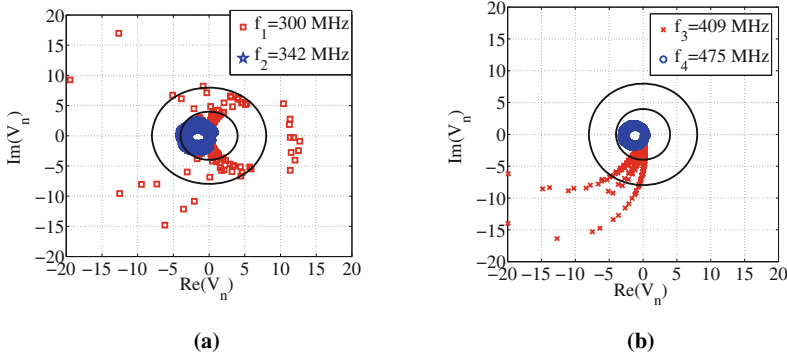 f_1=300 MHz
f_2=342 MHz
20
15
10
5
0
−5
−10
−15
−20
Im(V_n)
−20 −15 −10 −5 0 5 10 15 20
Re(V_n)
(a)
f_3=409 MHz
f_4=475 MHz
20
15
10
5
0
−5
−10
−15
−20
Im(V_n)
−20 −15 −10 −5 0 5 10 15 20
Re(V_n)
(b)